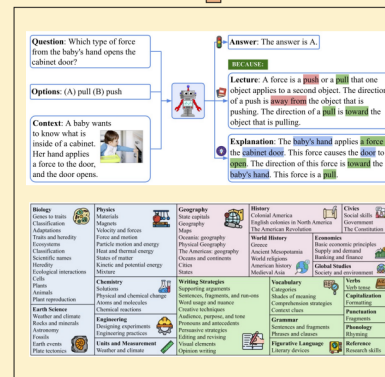 Question: Which type of force
from the baby's hand opens the
cabinet door?
Options: (A) pull (B) push
Context: A baby wants
to know what is
inside of a cabinet.
Her hand applies
a force to the door,
and the door opens.
Answer: The answer is A.
BECAUSE:
Lecture: A force is a push or a pull that one
object applies to a second object. The direction
of a push is away from the object that is
pushing. The direction of a pull is toward the
object that is pulling.
Explanation: The baby's hand applies a force
the cabinet door. This force causes the door to
open. The direction of this force is toward the
baby's hand. This force is a pull.
Biology
Genes to traits
Classification
Adaptations
Traits and heredity
Ecosystems
Classification
Scientific names
Heredity
Ecological interactions
Cells
Plants
Animals
Plant reproduction
Earth Science
Weather and climate
Rocks and minerals
Astronomy
Fossils
Earth events
Plate tectonics
Physics
Materials
Magnets
Velocity and forces
Force and motion
Particle motion and energy
Heat and thermal energy
States of matter
Kinetic and potential energy
Mixture
Chemistry
Solutions
Physical and chemical change
Atoms and molecules
Chemical reactions
Engineering
Designing experiments
Engineering practices
Units and Measurement
Weather and climate
Geography
State capitals
Geography
Maps
Oceanic geography
Physical Geography
The Americas: geography
Oceans and continents
Cities
States
Writing Strategies
Supporting arguments
Sentences, fragments, and run-ons
Word usage and nuance
Creative techniques
Audience, purpose, and tone
Pronouns and antecedents
Persuasive strategies
Editing and revising
Visual elements
Opinion writing
History
Colonial America
English colonies in North America
The American Revolution
World History
Greece
Ancient Mesopotamia
World religions
American history
Medieval Asia
Civics
Social skills
Government
The Constitution
Economics
Basic economic principles
Supply and demand
Banking and finance
Global Studies
Society and environment
Vocabulary
Categories
Shades of meaning
Comprehension strategies
Context clues
Grammar
Sentences and fragments
Phrases and clauses
Figurative Language
Literary devices
Verbs
Verb tense
Capitalization
Formatting
Punctuation
Fragments
Phonology
Rhyming
Reference
Research skills